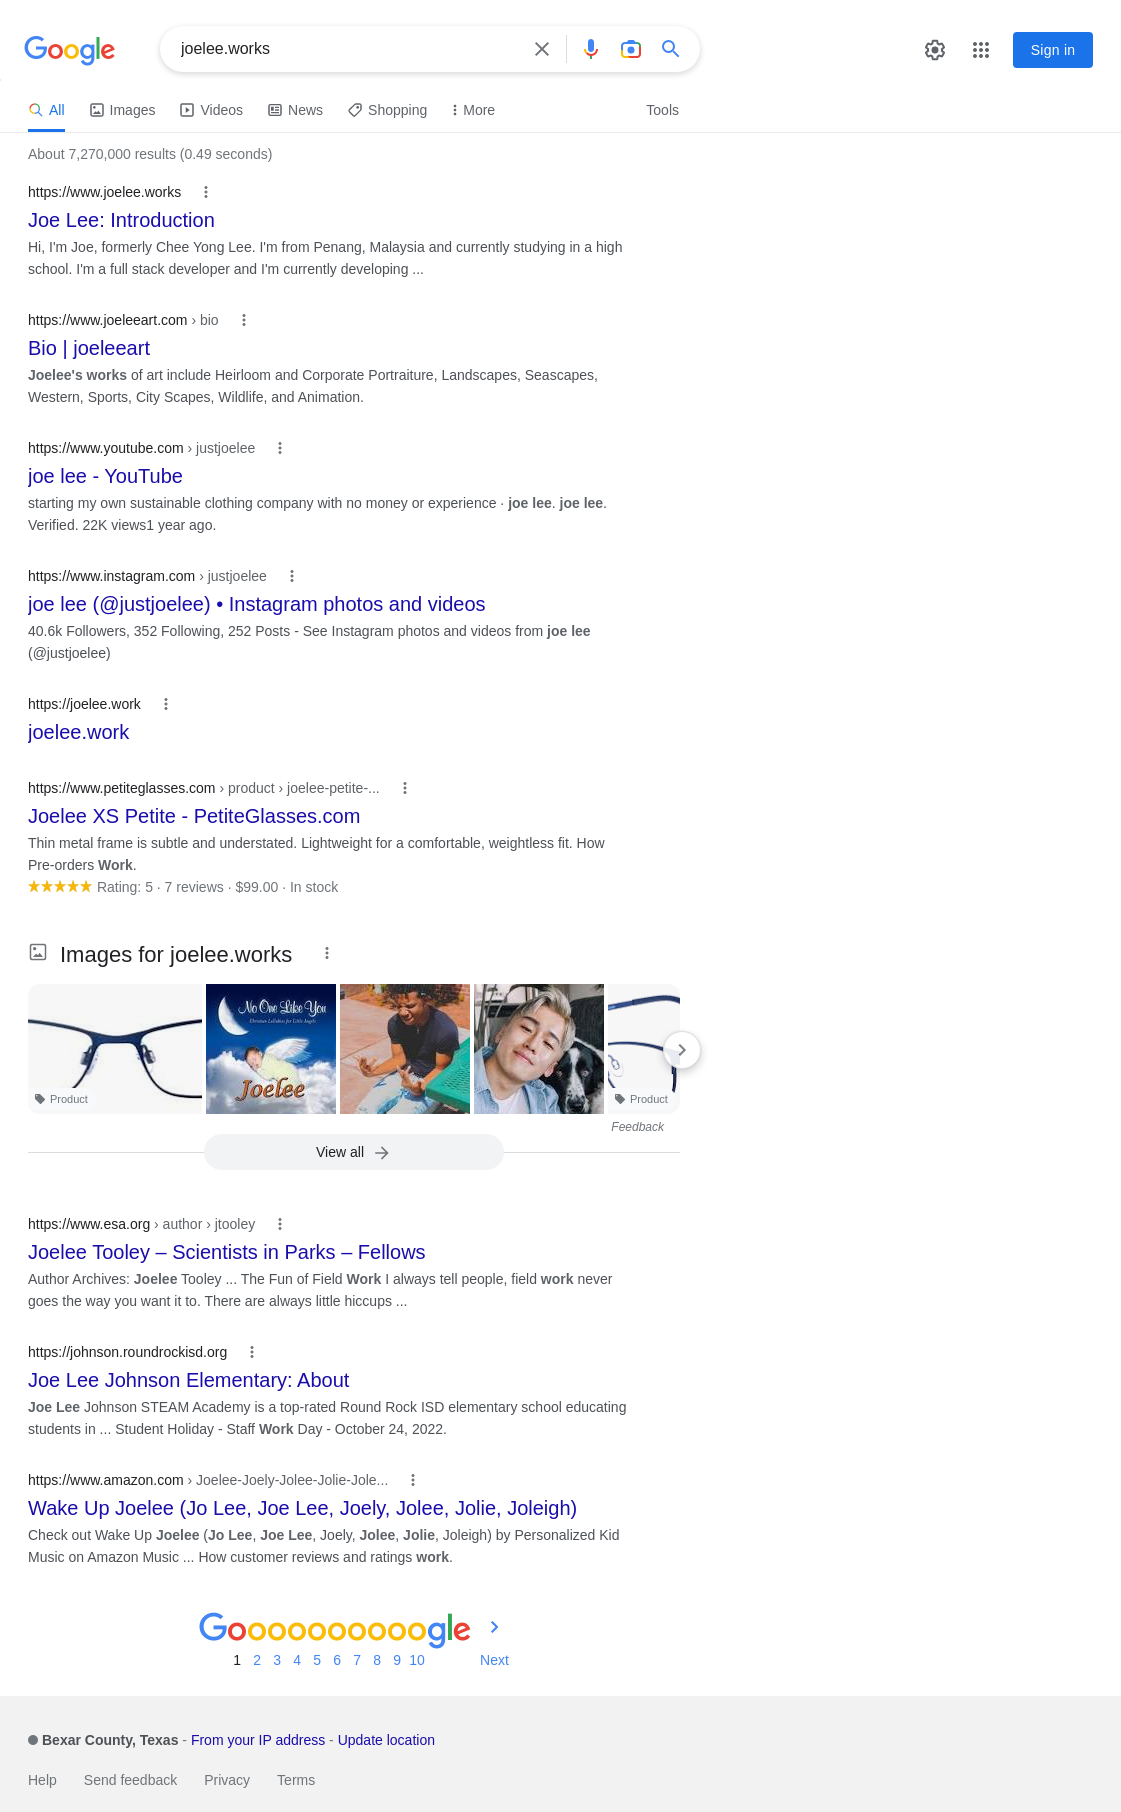 Google
joelee.works
Sign in
All
Images
Videos
News
Shopping
More
Tools
About 7,270,000 results (0.49 seconds)
https://www.joelee.works
Joe Lee: Introduction
Hi, I'm Joe, formerly Chee Yong Lee. I'm from Penang, Malaysia and currently studying in a high
school. I'm a full stack developer and I'm currently developing ...
https://www.joeleeart.com › bio
Bio | joeleeart
Joelee's works of art include Heirloom and Corporate Portraiture, Landscapes, Seascapes,
Western, Sports, City Scapes, Wildlife, and Animation.
https://www.youtube.com › justjoelee
joe lee - YouTube
starting my own sustainable clothing company with no money or experience · joe lee. joe lee.
Verified. 22K views1 year ago.
https://www.instagram.com › justjoelee
joe lee (@justjoelee) • Instagram photos and videos
40.6k Followers, 352 Following, 252 Posts - See Instagram photos and videos from joe lee
(@justjoelee)
https://joelee.work
joelee.work
https://www.petiteglasses.com › product › joelee-petite-...
Joelee XS Petite - PetiteGlasses.com
Thin metal frame is subtle and understated. Lightweight for a comfortable, weightless fit. How
Pre-orders Work.
Rating: 5 · 7 reviews · $99.00 · In stock
Images for joelee.works
No One Like You
Christian Lullabies for Little Angels
Joelee
Product
Product
Feedback
View all
https://www.esa.org › author › jtooley
Joelee Tooley – Scientists in Parks – Fellows
Author Archives: Joelee Tooley ... The Fun of Field Work I always tell people, field work never
goes the way you want it to. There are always little hiccups ...
https://johnson.roundrockisd.org
Joe Lee Johnson Elementary: About
Joe Lee Johnson STEAM Academy is a top-rated Round Rock ISD elementary school educating
students in ... Student Holiday - Staff Work Day - October 24, 2022.
https://www.amazon.com › Joelee-Joely-Jolee-Jolie-Jole...
Wake Up Joelee (Jo Lee, Joe Lee, Joely, Jolee, Jolie, Joleigh)
Check out Wake Up Joelee (Jo Lee, Joe Lee, Joely, Jolee, Jolie, Joleigh) by Personalized Kid
Music on Amazon Music ... How customer reviews and ratings work.
Goooooooooogle
1 2 3 4 5 6 7 8 9 10 Next
Bexar County, Texas - From your IP address - Update location
Help Send feedback Privacy Terms